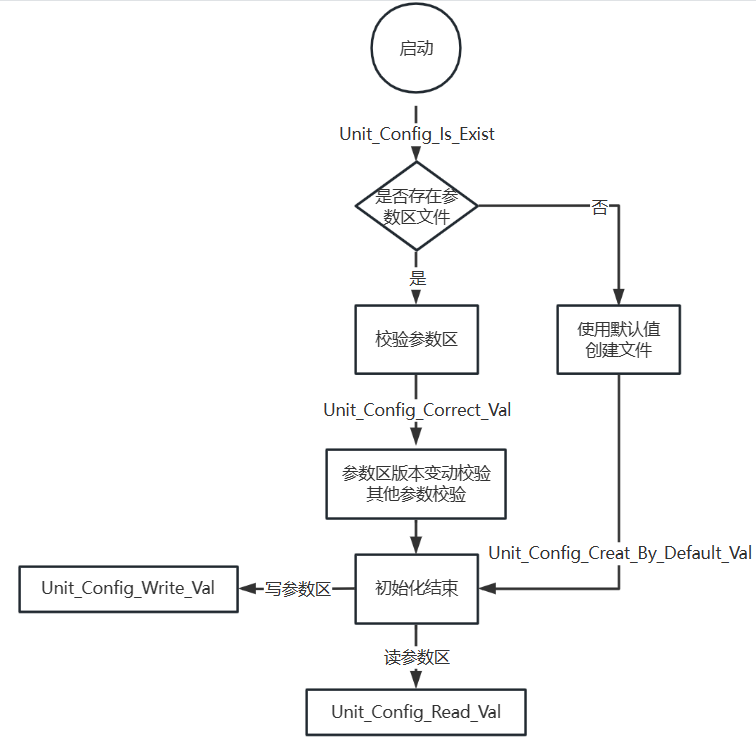 启动
Unit_Config_Is_Exist
是否存在参
数区文件
否
是
校验参数区
使用默认值
创建文件
Unit_Config_Correct_Val
参数区版本变动校验
其他参数校验
Unit_Config_Creat_By_Default_Val
Unit_Config_Write_Val
写参数区
初始化结束
读参数区
Unit_Config_Read_Val